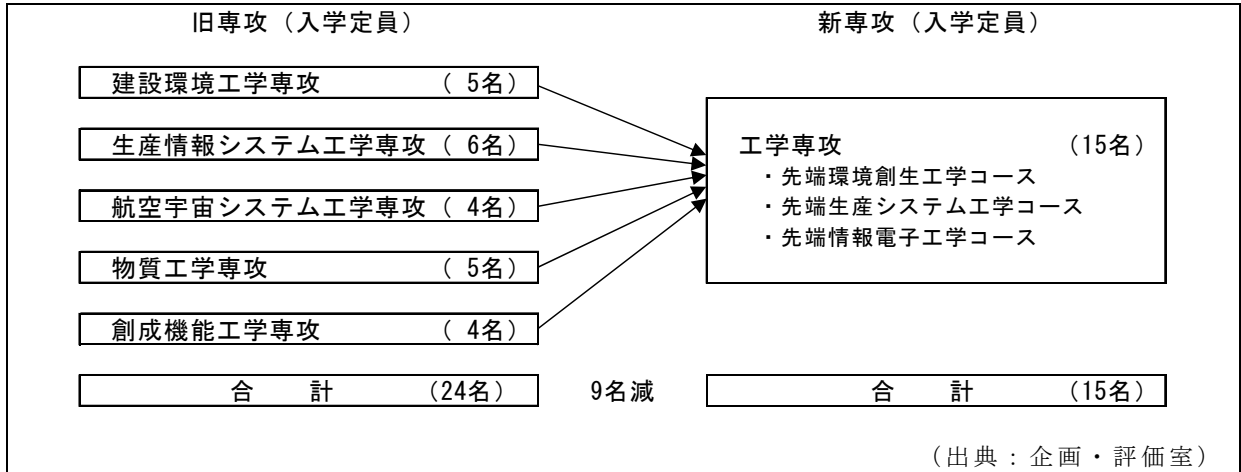 旧専攻（入学定員）
新専攻（入学定員）
建設環境工学専攻 （ 5名）
生産情報システム工学専攻（ 6名）
航空宇宙システム工学専攻（ 4名）
物質工学専攻 （ 5名）
創成機能工学専攻 （ 4名）
工学専攻 （15名）
・先端環境創生工学コース
・先端生産システム工学コース
・先端情報電子工学コース
合 計 （24名） 9名減 合 計 （15名）
（出典：企画・評価室）